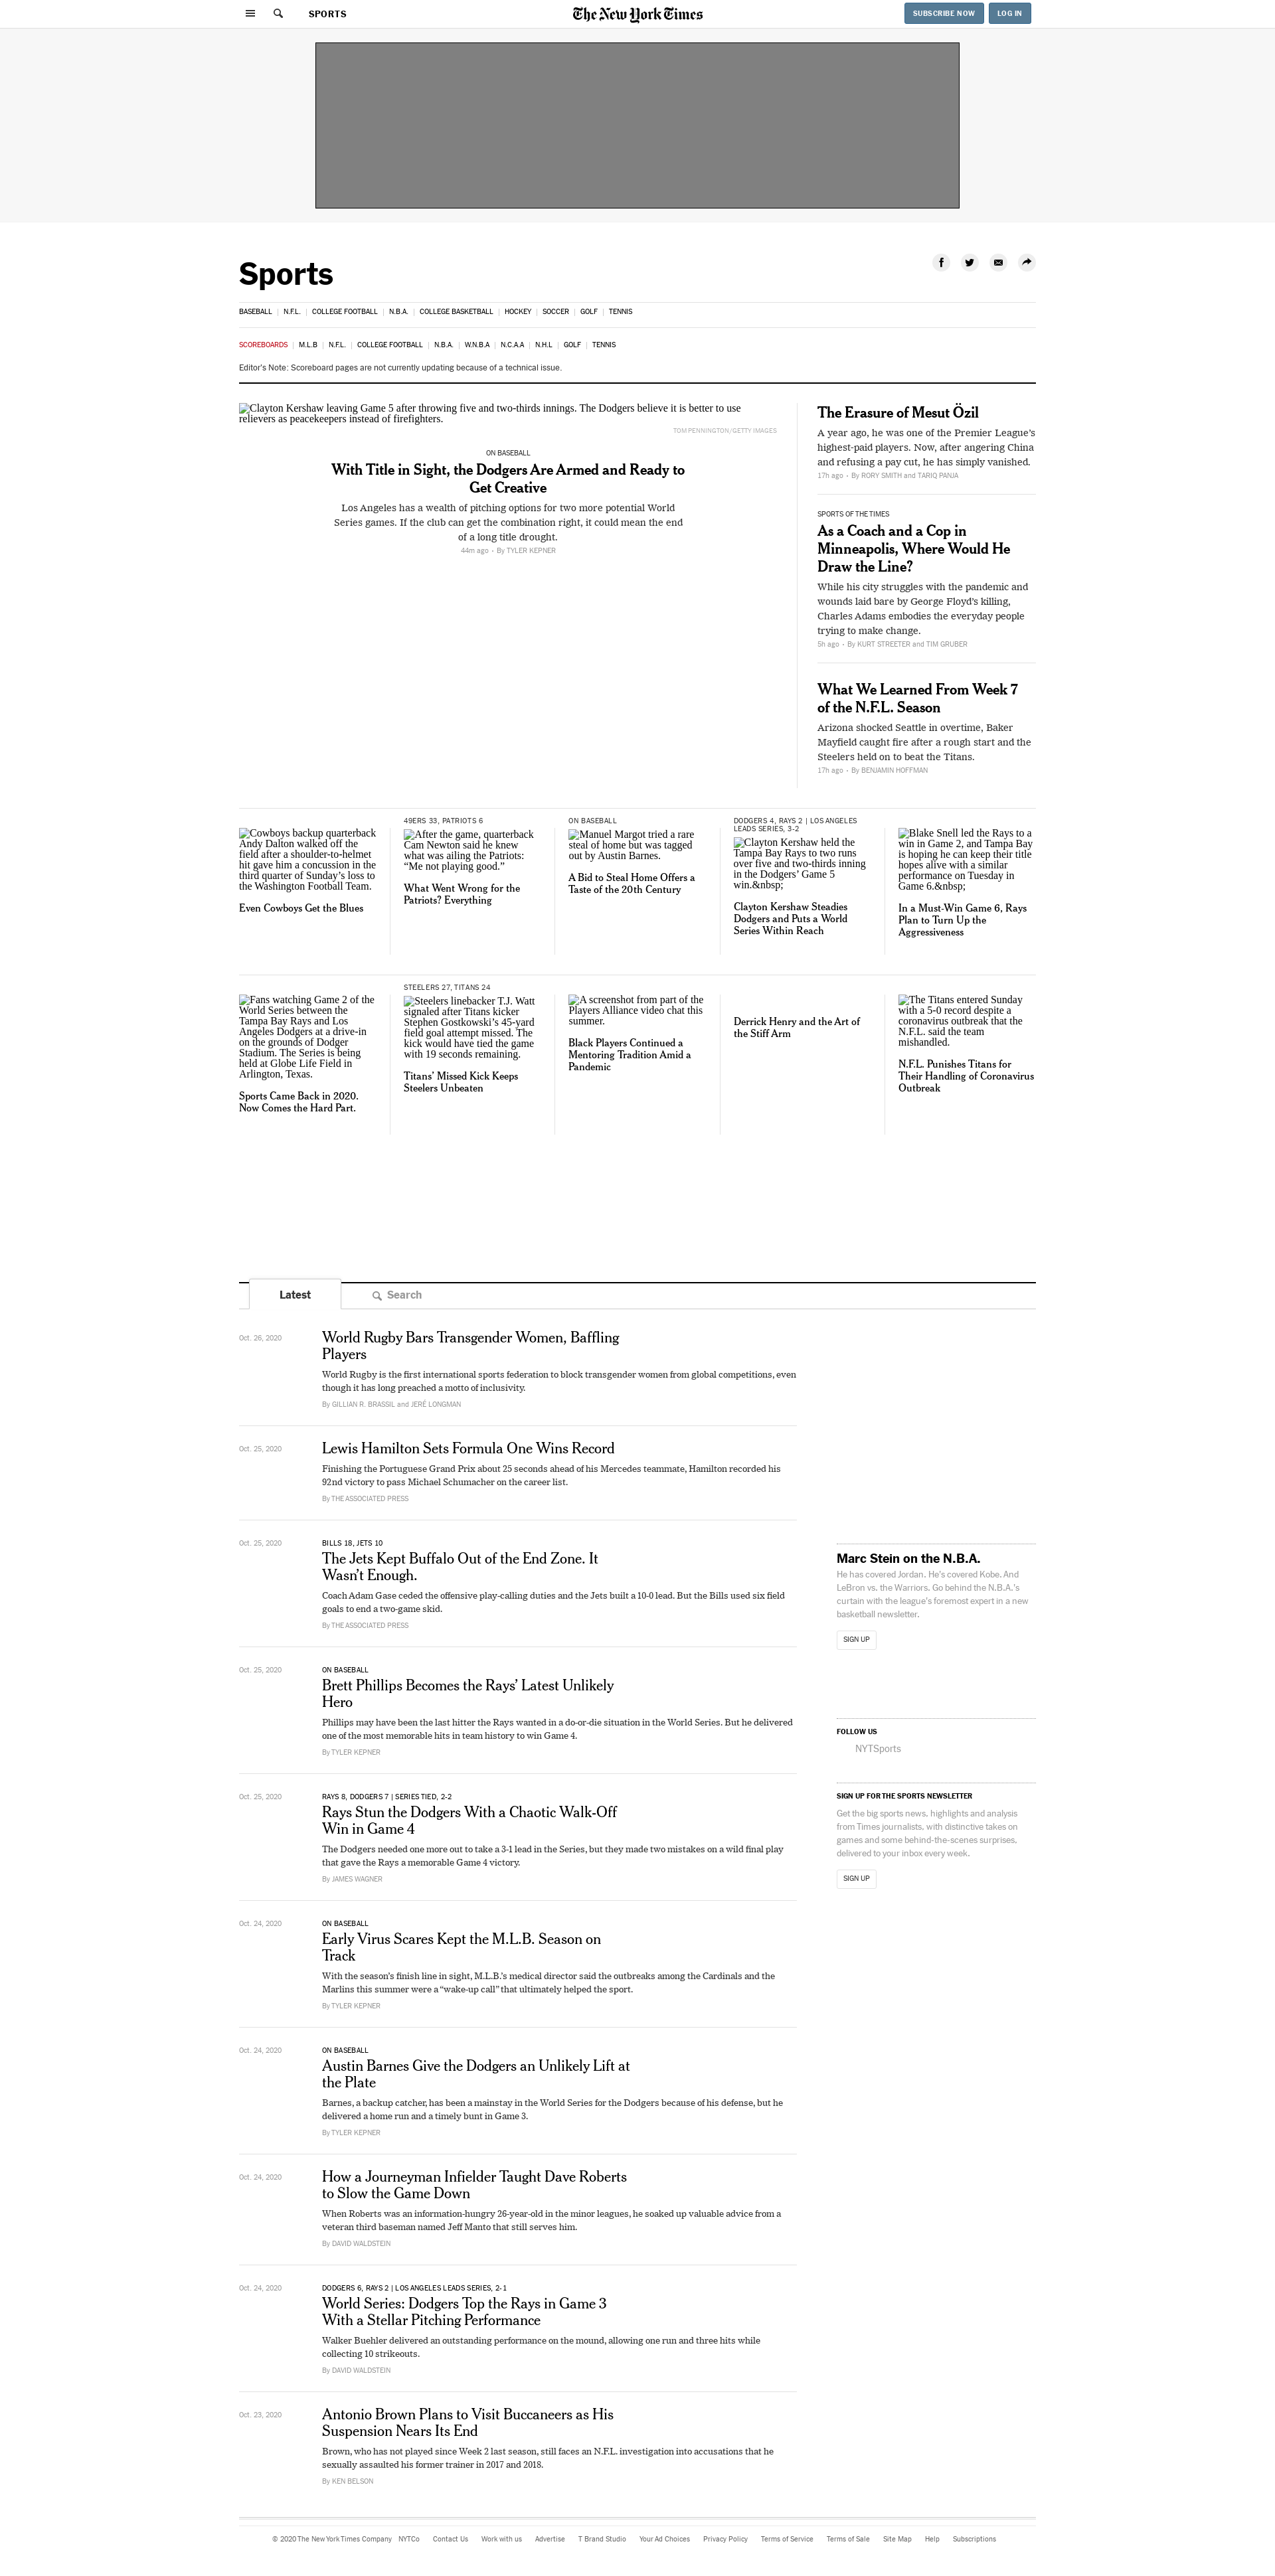 SPORTS
The New York Times
SUBSCRIBE NOW
LOG IN
Sports
BASEBALL | N.F.L. | COLLEGE FOOTBALL | N.B.A. | COLLEGE BASKETBALL | HOCKEY | SOCCER | GOLF | TENNIS
SCOREBOARDS | M.L.B | N.F.L. | COLLEGE FOOTBALL | N.B.A. | W.N.B.A | N.C.A.A | N.H.L | GOLF | TENNIS
Editor's Note: Scoreboard pages are not currently updating because of a technical issue.
Clayton Kershaw leaving Game 5 after throwing five and two-thirds innings. The Dodgers believe it is better to use
relievers as peacekeepers instead of firefighters.
TOM PENNINGTON/GETTY IMAGES
ON BASEBALL
With Title in Sight, the Dodgers Are Armed and Ready to
Get Creative
Los Angeles has a wealth of pitching options for two more potential World
Series games. If the club can get the combination right, it could mean the end
of a long title drought.
44m ago • By TYLER KEPNER
The Erasure of Mesut Özil
A year ago, he was one of the Premier League's
highest-paid players. Now, after angering China
and refusing a pay cut, he has simply vanished.
17h ago • By RORY SMITH and TARIQ PANJA
SPORTS OF THE TIMES
As a Coach and a Cop in
Minneapolis, Where Would He
Draw the Line?
While his city struggles with the pandemic and
wounds laid bare by George Floyd's killing,
Charles Adams embodies the everyday people
trying to make change.
5h ago • By KURT STREETER and TIM GRUBER
What We Learned From Week 7
of the N.F.L. Season
Arizona shocked Seattle in overtime, Baker
Mayfield caught fire after a rough start and the
Steelers held on to beat the Titans.
17h ago • By BENJAMIN HOFFMAN
Cowboys backup quarterback
Andy Dalton walked off the
field after a shoulder-to-helmet
hit gave him a concussion in the
third quarter of Sunday's loss to
the Washington Football Team.
Even Cowboys Get the Blues
49ERS 33, PATRIOTS 6
After the game, quarterback
Cam Newton said he knew
what was ailing the Patriots:
“Me not playing good.”
What Went Wrong for the
Patriots? Everything
ON BASEBALL
Manuel Margot tried a rare
steal of home but was tagged
out by Austin Barnes.
A Bid to Steal Home Offers a
Taste of the 20th Century
DODGERS 4, RAYS 2 | LOS ANGELES
LEADS SERIES, 3-2
Clayton Kershaw held the
Tampa Bay Rays to two runs
over five and two-thirds inning
in the Dodgers' Game 5
win.&nbsp;
Clayton Kershaw Steadies
Dodgers and Puts a World
Series Within Reach
Blake Snell led the Rays to a
win in Game 2, and Tampa Bay
is hoping he can keep their title
hopes alive with a similar
performance on Tuesday in
Game 6.&nbsp;
In a Must-Win Game 6, Rays
Plan to Turn Up the
Aggressiveness
Fans watching Game 2 of the
World Series between the
Tampa Bay Rays and Los
Angeles Dodgers at a drive-in
on the grounds of Dodger
Stadium. The Series is being
held at Globe Life Field in
Arlington, Texas.
Sports Came Back in 2020.
Now Comes the Hard Part.
STEELERS 27, TITANS 24
Steelers linebacker T.J. Watt
signaled after Titans kicker
Stephen Gostkowski's 45-yard
field goal attempt missed. The
kick would have tied the game
with 19 seconds remaining.
Titans' Missed Kick Keeps
Steelers Unbeaten
A screenshot from part of the
Players Alliance video chat this
summer.
Black Players Continued a
Mentoring Tradition Amid a
Pandemic
Derrick Henry and the Art of
the Stiff Arm
The Titans entered Sunday
with a 5-0 record despite a
coronavirus outbreak that the
N.F.L. said the team
mishandled.
N.F.L. Punishes Titans for
Their Handling of Coronavirus
Outbreak
Latest
Search
Oct. 26, 2020
World Rugby Bars Transgender Women, Baffling
Players
World Rugby is the first international sports federation to block transgender women from global competitions, even
though it has long preached a motto of inclusivity.
By GILLIAN R. BRASSIL and JERÉ LONGMAN
Oct. 25, 2020
Lewis Hamilton Sets Formula One Wins Record
Finishing the Portuguese Grand Prix about 25 seconds ahead of his Mercedes teammate, Hamilton recorded his
92nd victory to pass Michael Schumacher on the career list.
By THE ASSOCIATED PRESS
Oct. 25, 2020
BILLS 18, JETS 10
The Jets Kept Buffalo Out of the End Zone. It
Wasn't Enough.
Coach Adam Gase ceded the offensive play-calling duties and the Jets built a 10-0 lead. But the Bills used six field
goals to end a two-game skid.
By THE ASSOCIATED PRESS
Oct. 25, 2020
ON BASEBALL
Brett Phillips Becomes the Rays' Latest Unlikely
Hero
Phillips may have been the last hitter the Rays wanted in a do-or-die situation in the World Series. But he delivered
one of the most memorable hits in team history to win Game 4.
By TYLER KEPNER
Oct. 25, 2020
RAYS 8, DODGERS 7 | SERIES TIED, 2-2
Rays Stun the Dodgers With a Chaotic Walk-Off
Win in Game 4
The Dodgers needed one more out to take a 3-1 lead in the Series, but they made two mistakes on a wild final play
that gave the Rays a memorable Game 4 victory.
By JAMES WAGNER
Oct. 24, 2020
ON BASEBALL
Early Virus Scares Kept the M.L.B. Season on
Track
With the season's finish line in sight, M.L.B.'s medical director said the outbreaks among the Cardinals and the
Marlins this summer were a “wake-up call” that ultimately helped the sport.
By TYLER KEPNER
Oct. 24, 2020
ON BASEBALL
Austin Barnes Give the Dodgers an Unlikely Lift at
the Plate
Barnes, a backup catcher, has been a mainstay in the World Series for the Dodgers because of his defense, but he
delivered a home run and a timely bunt in Game 3.
By TYLER KEPNER
Oct. 24, 2020
How a Journeyman Infielder Taught Dave Roberts
to Slow the Game Down
When Roberts was an information-hungry 26-year-old in the minor leagues, he soaked up valuable advice from a
veteran third baseman named Jeff Manto that still serves him.
By DAVID WALDSTEIN
Oct. 24, 2020
DODGERS 6, RAYS 2 | LOS ANGELES LEADS SERIES, 2-1
World Series: Dodgers Top the Rays in Game 3
With a Stellar Pitching Performance
Walker Buehler delivered an outstanding performance on the mound, allowing one run and three hits while
collecting 10 strikeouts.
By DAVID WALDSTEIN
Oct. 23, 2020
Antonio Brown Plans to Visit Buccaneers as His
Suspension Nears Its End
Brown, who has not played since Week 2 last season, still faces an N.F.L. investigation into accusations that he
sexually assaulted his former trainer in 2017 and 2018.
By KEN BELSON
Marc Stein on the N.B.A.
He has covered Jordan. He's covered Kobe. And
LeBron vs. the Warriors. Go behind the N.B.A.'s
curtain with the league's foremost expert in a new
basketball newsletter.
SIGN UP
FOLLOW US
NYTSports
SIGN UP FOR THE SPORTS NEWSLETTER
Get the big sports news, highlights and analysis
from Times journalists, with distinctive takes on
games and some behind-the-scenes surprises,
delivered to your inbox every week.
SIGN UP
© 2020 The New York Times Company NYTCo Contact Us Work with us Advertise T Brand Studio Your Ad Choices Privacy Policy Terms of Service Terms of Sale Site Map Help Subscriptions